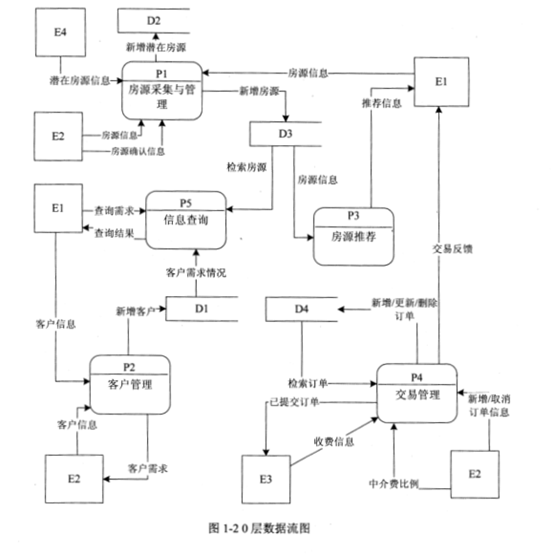 E4
D2
新增潜在房源
P1
潜在房源信息
房源采集与管
理
房源信息
E1
新增房源
推荐信息
E2
房源信息
房源确认信息
D3
检索房源
房源信息
E1
查询需求
查询结果
P5
信息查询
P3
房源推荐
交易反馈
客户需求情况
新增客户
D1
D4
新增/更新/删除
订单
客户信息
P2
客户管理
检索订单
已提交订单
P4
交易管理
新增/取消
订单信息
客户信息
客户需求
收费信息
E2
E3
中介费比例
E2
图 1-2 0 层数据流图